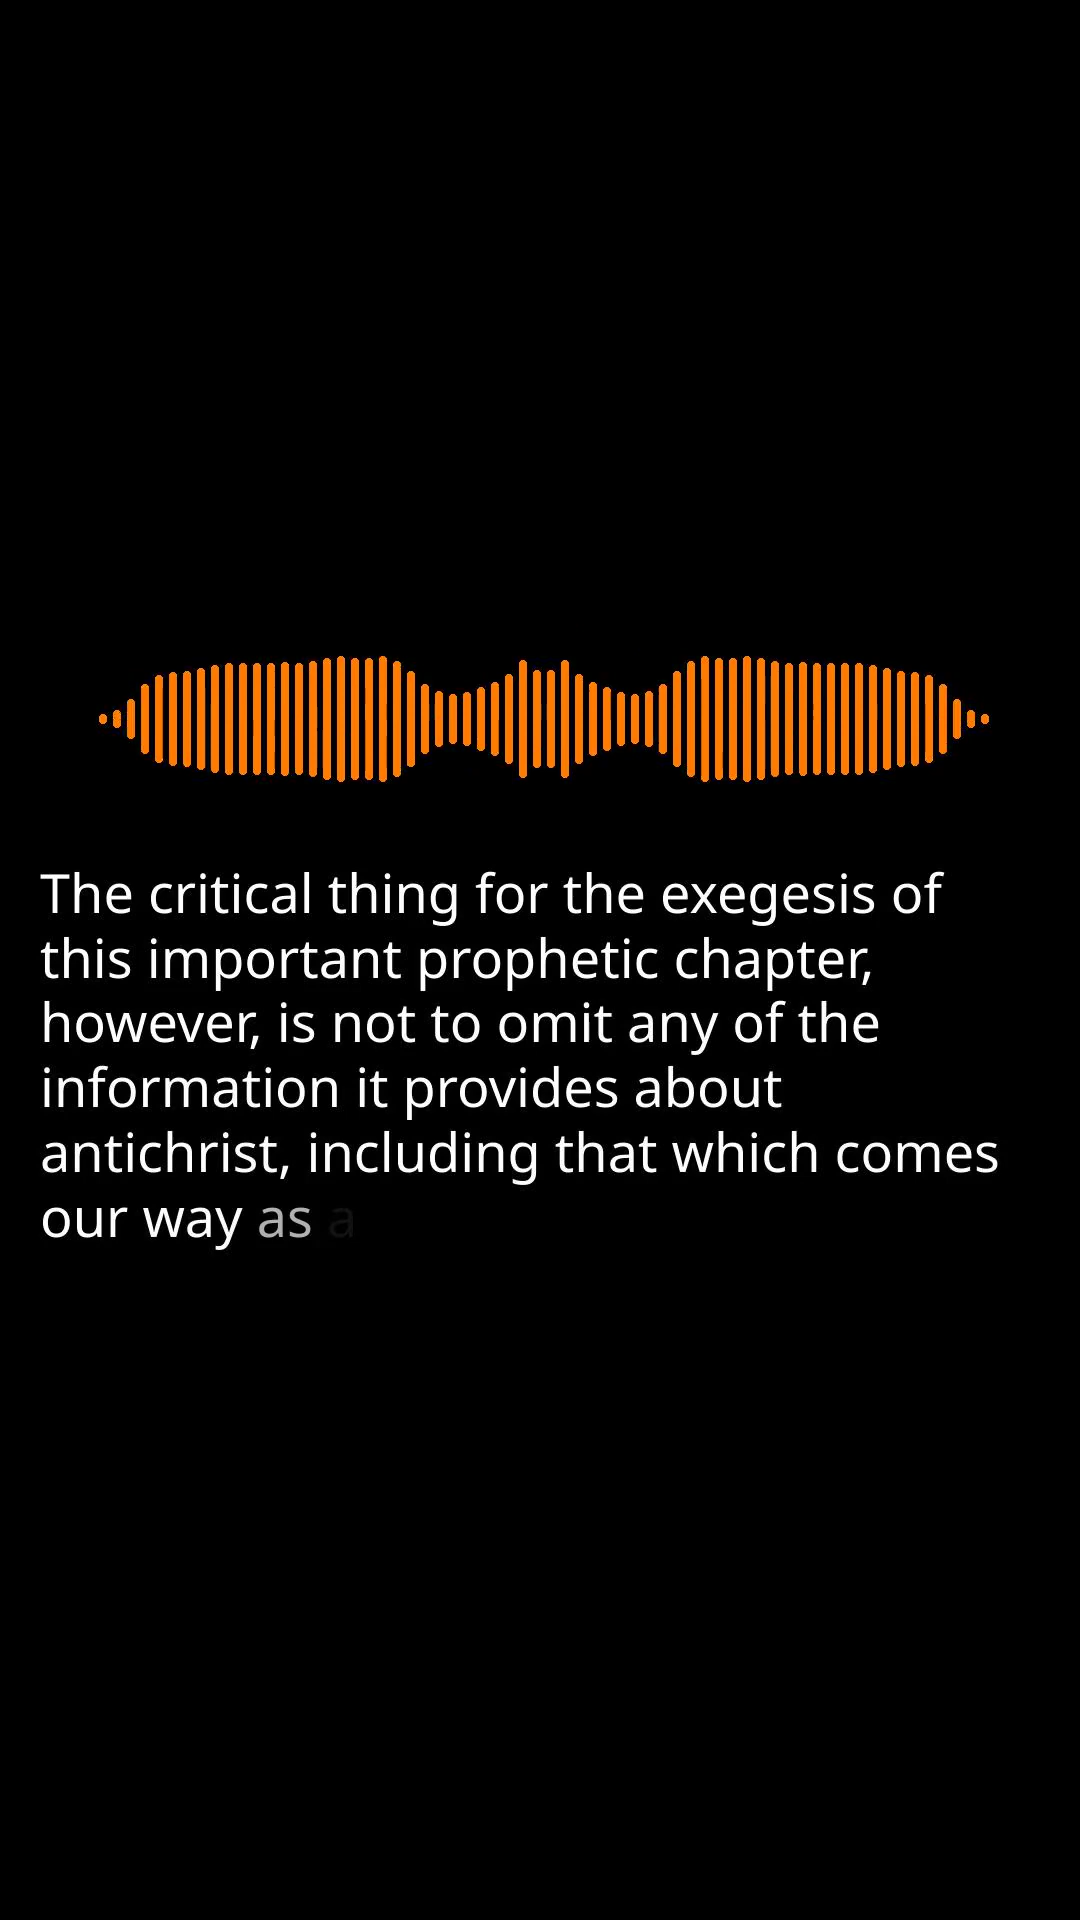 The critical thing for the exegesis of
this important prophetic chapter,
however, is not to omit any of the
information it provides about
antichrist, including that which comes
our way as a